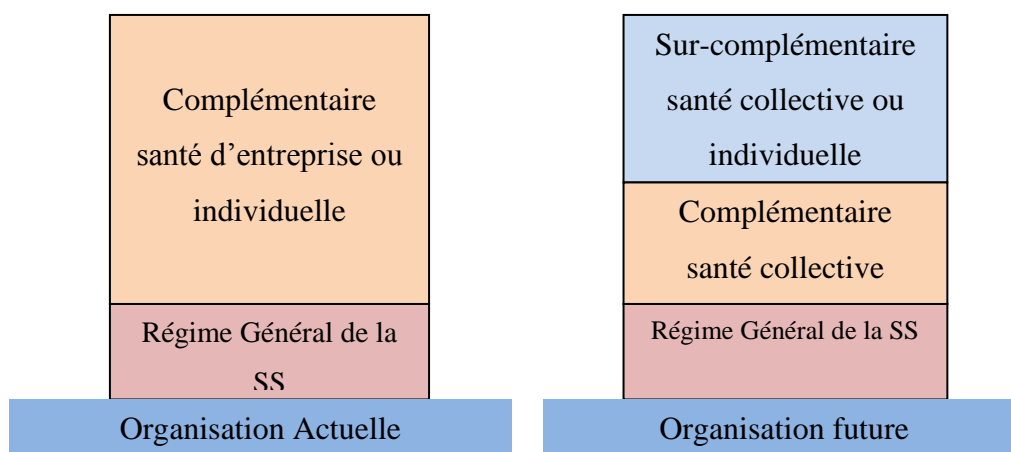 Complémentaire
santé d’entreprise ou
individuelle
Régime Général de la
SS
Organisation Actuelle
Sur-complémentaire
santé collective ou
individuelle
Complémentaire
santé collective
Régime Général de la SS
Organisation future